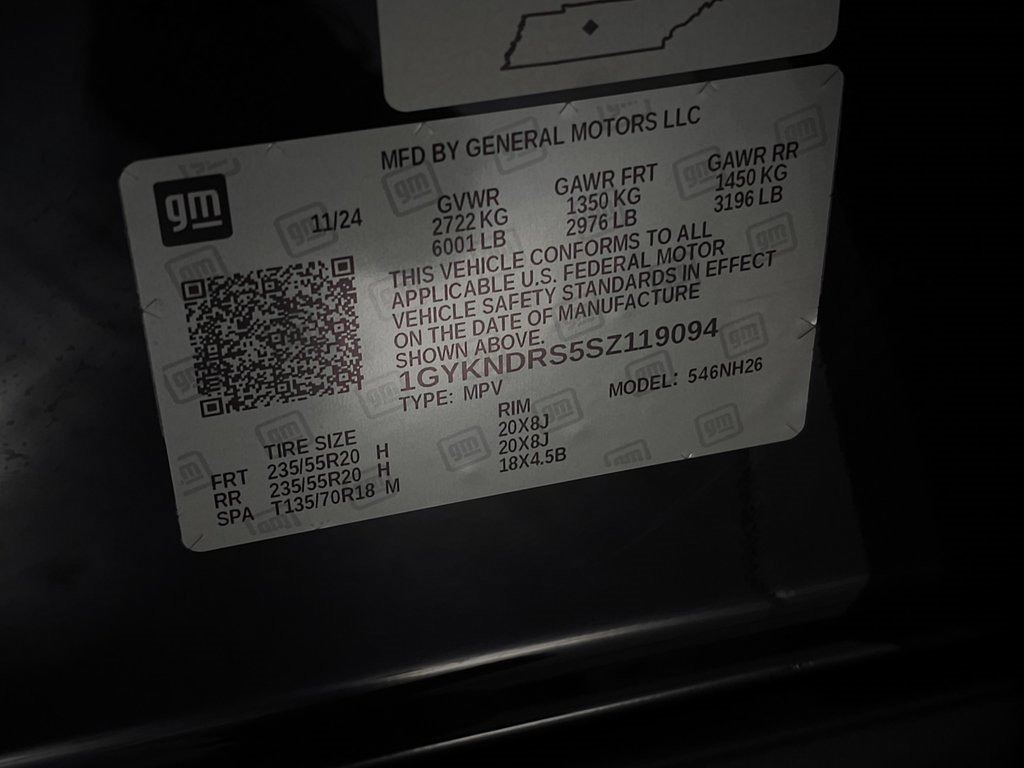 MFD BY GENERAL MOTORS LLC
gm
11/24
GVWR
2722 KG
6001 LB
GAWR FRT
1350 KG
2976 LB
GAWR RR
1450 KG
3196 LB
THIS VEHICLE CONFORMS TO ALL
APPLICABLE U.S. FEDERAL MOTOR
VEHICLE SAFETY STANDARDS IN EFFECT
ON THE DATE OF MANUFACTURE
SHOWN ABOVE.
1GYKNDRS5SZ119094
TYPE: MPV
MODEL: 546NH26
TIRE SIZE
RIM
FRT 235/55R20 H 20X8J
RR 235/55R20 H 20X8J
SPA T135/70R18 M 18X4.5B